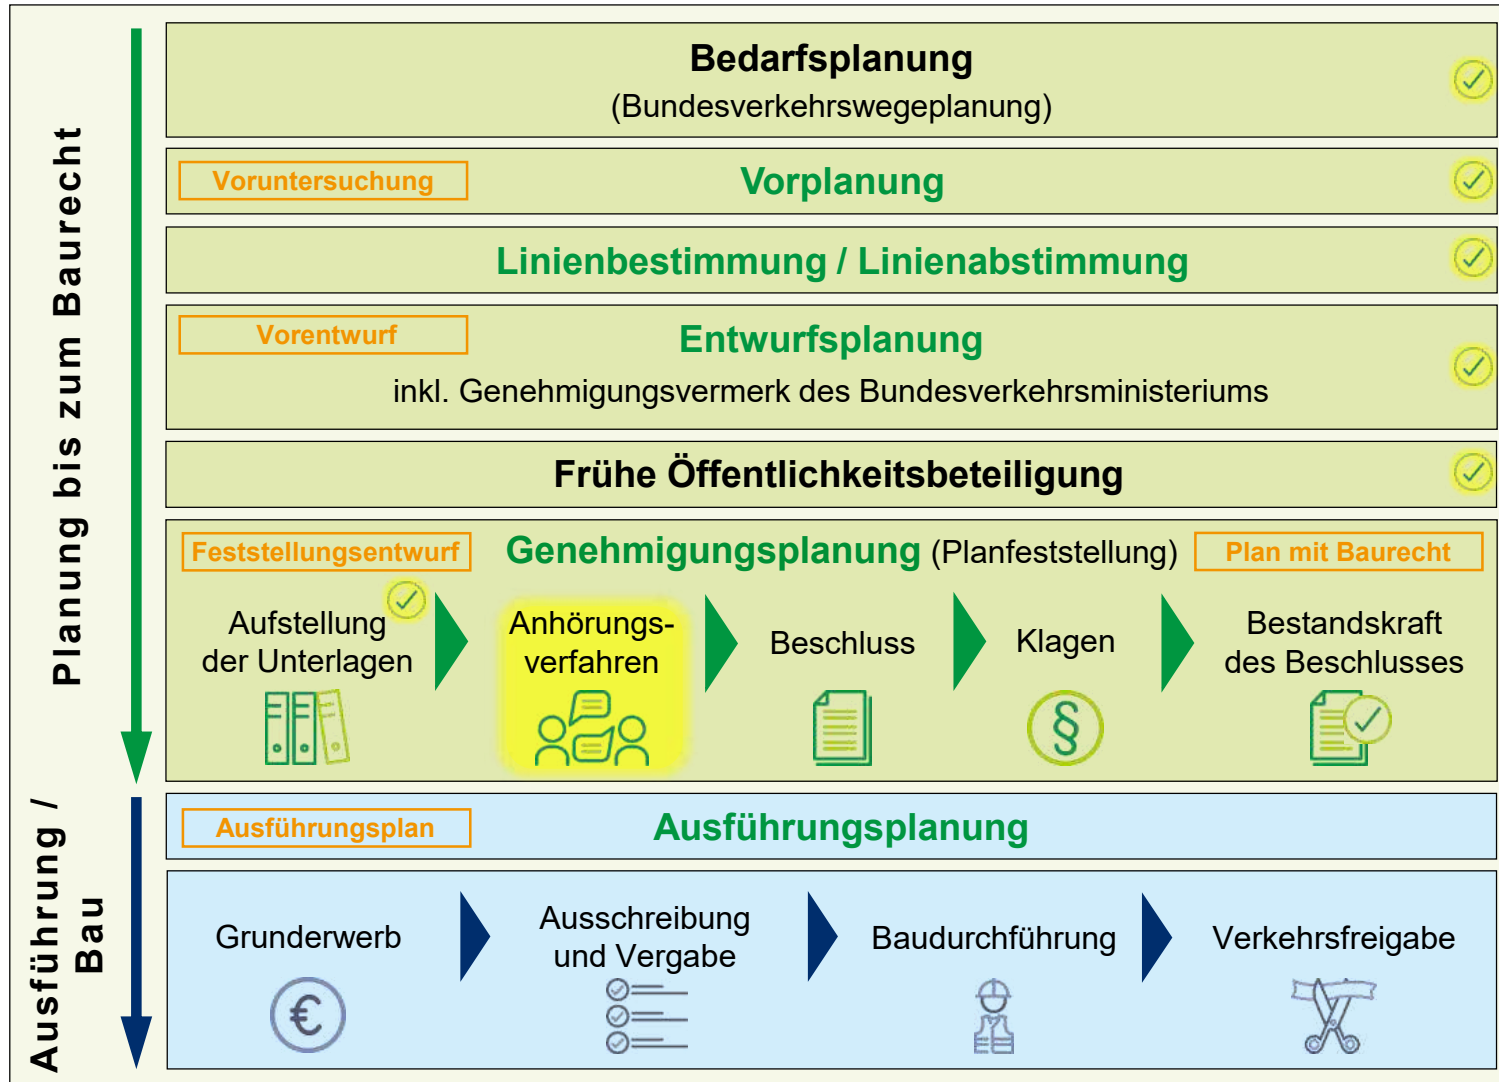 Planung bis zum Baurecht
Bedarfsplanung
(Bundesverkehrswegeplanung)
Voruntersuchung
Vorplanung
Linienbestimmung / Linienabstimmung
Vorentwurf
Entwurfsplanung
inkl. Genehmigungsvermerk des Bundesverkehrsministeriums
Frühe Öffentlichkeitsbeteiligung
Feststellungsentwurf
Genehmigungsplanung (Planfeststellung)
Plan mit Baurecht
Aufstellung
der Unterlagen
Anhörungs-
verfahren
Beschluss
§
Klagen
Bestandskraft
des Beschlusses
Ausführung /
Bau
Ausführungsplan
Ausführungsplanung
Grunderwerb
€
Ausschreibung
und Vergabe
Baudurchführung
Verkehrsfreigabe